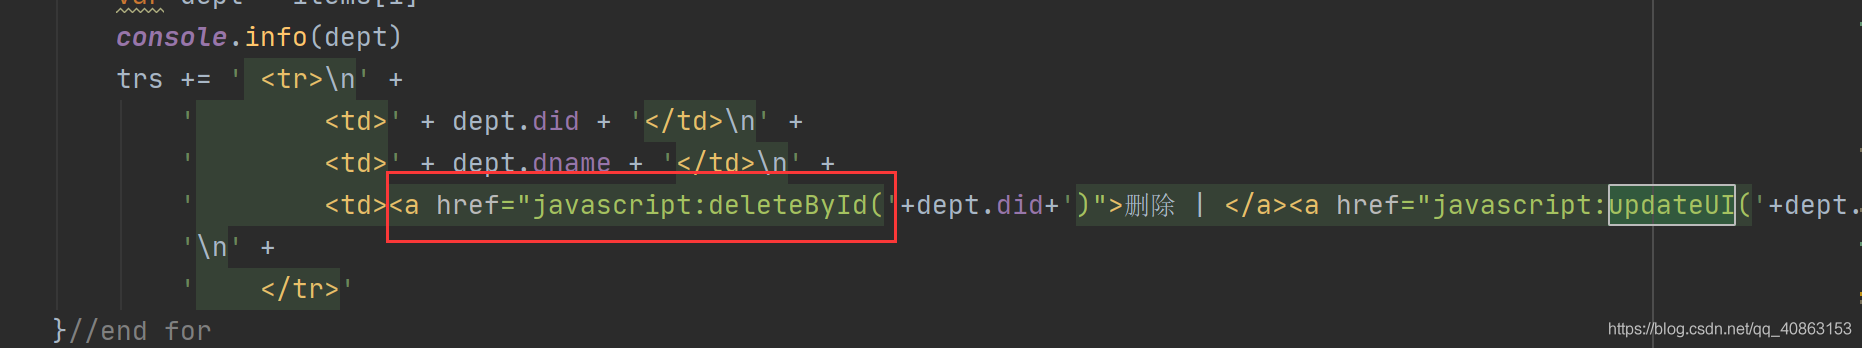 var dept = items[i]
console.info(dept)
trs += ' <tr>\n' +
'        <td>' + dept.did + '</td>\n' +
'        <td>' + dept.dname + '</td>\n' +
'        <td><a href="javascript:deleteById('+dept.did+')">删除 | </a><a href="javascript:updateUI('+dept.
'\n' +
'    </tr>'
}//end for
https://blog.csdn.net/qq_40863153